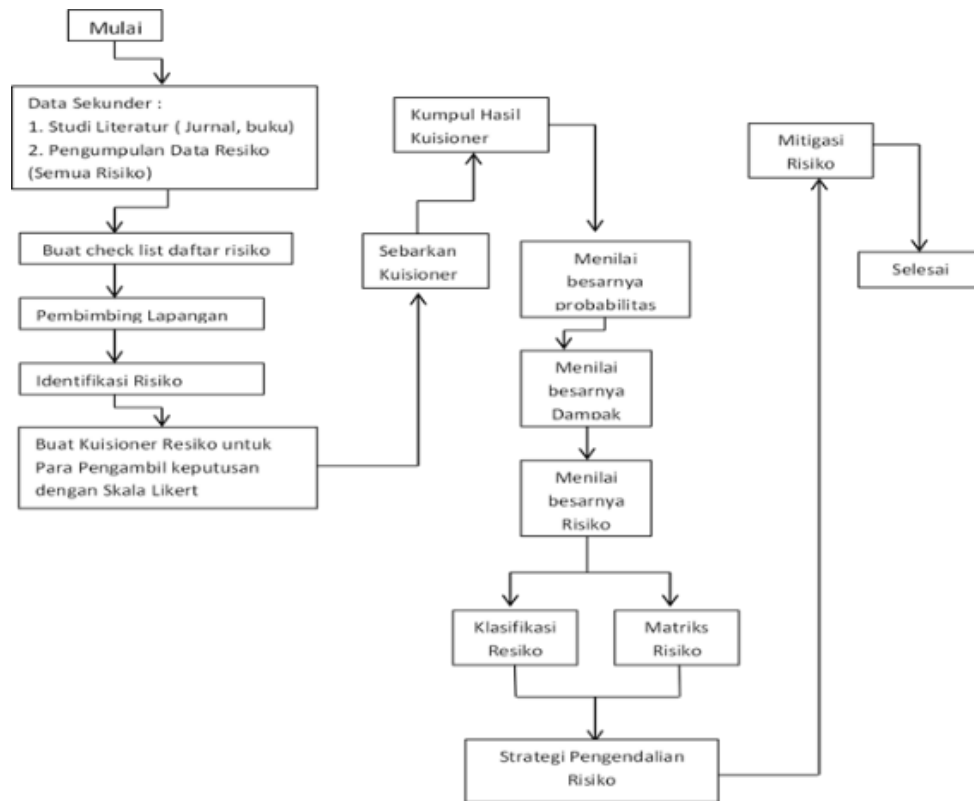 Mulai
Data Sekunder :
1. Studi Literatur ( Jurnal, buku)
2. Pengumpulan Data Resiko
(Semua Risiko)
Buat check list daftar risiko
Pembimbing Lapangan
Identifikasi Risiko
Buat Kuisioner Resiko untuk
Para Pengambil keputusan
dengan Skala Likert
Sebarkan
Kuisioner
Kumpul Hasil
Kuisioner
Menilai
besarnya
probabilitas
Menilai
besarnya
Dampak
Menilai
besarnya
Risiko
Klasifikasi
Resiko
Matriks
Risiko
Strategi Pengendalian
Risiko
Mitigasi
Risiko
Selesai